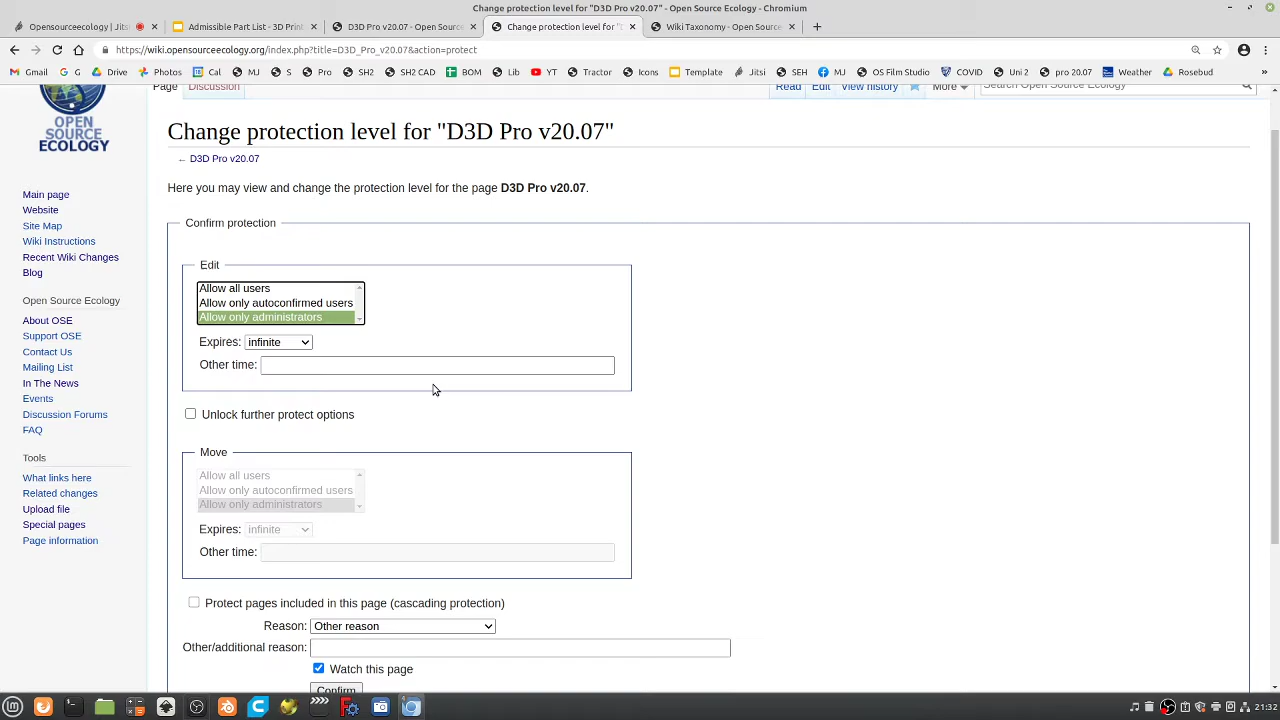 Change protection level for "D3D Pro v20.07" - Open Source Ecology - Chromium
Opensourceecology | Jitsi
Admissible Part List - 3D Print
D3D Pro v20.07 - Open Source
Change protection level for "
Wiki Taxonomy - Open Source
https://wiki.opensourceecology.org/index.php?title=D3D_Pro_v20.07&action=protect
Gmail G Drive Photos Cal MJ S Pro SH2 SH2 CAD BOM Lib YT Tractor Icons Template Jitsi SEH MJ OS Film Studio COVID Uni 2 pro 20.07 Weather Rosebud »
Page Discussion Read Edit View history More Search Open Source Ecology
OPEN
SOURCE
ECOLOGY
Main page
Website
Site Map
Wiki Instructions
Recent Wiki Changes
Blog
Open Source Ecology
About OSE
Support OSE
Contact Us
Mailing List
In The News
Events
Discussion Forums
FAQ
Tools
What links here
Related changes
Upload file
Special pages
Page information
Change protection level for "D3D Pro v20.07"
← D3D Pro v20.07
Here you may view and change the protection level for the page D3D Pro v20.07.
Confirm protection
Edit
Allow all users
Allow only autoconfirmed users
Allow only administrators
Expires: infinite
Other time:
Unlock further protect options
Move
Allow all users
Allow only autoconfirmed users
Allow only administrators
Expires: infinite
Other time:
Protect pages included in this page (cascading protection)
Reason: Other reason
Other/additional reason:
Watch this page
Confirm
21:32